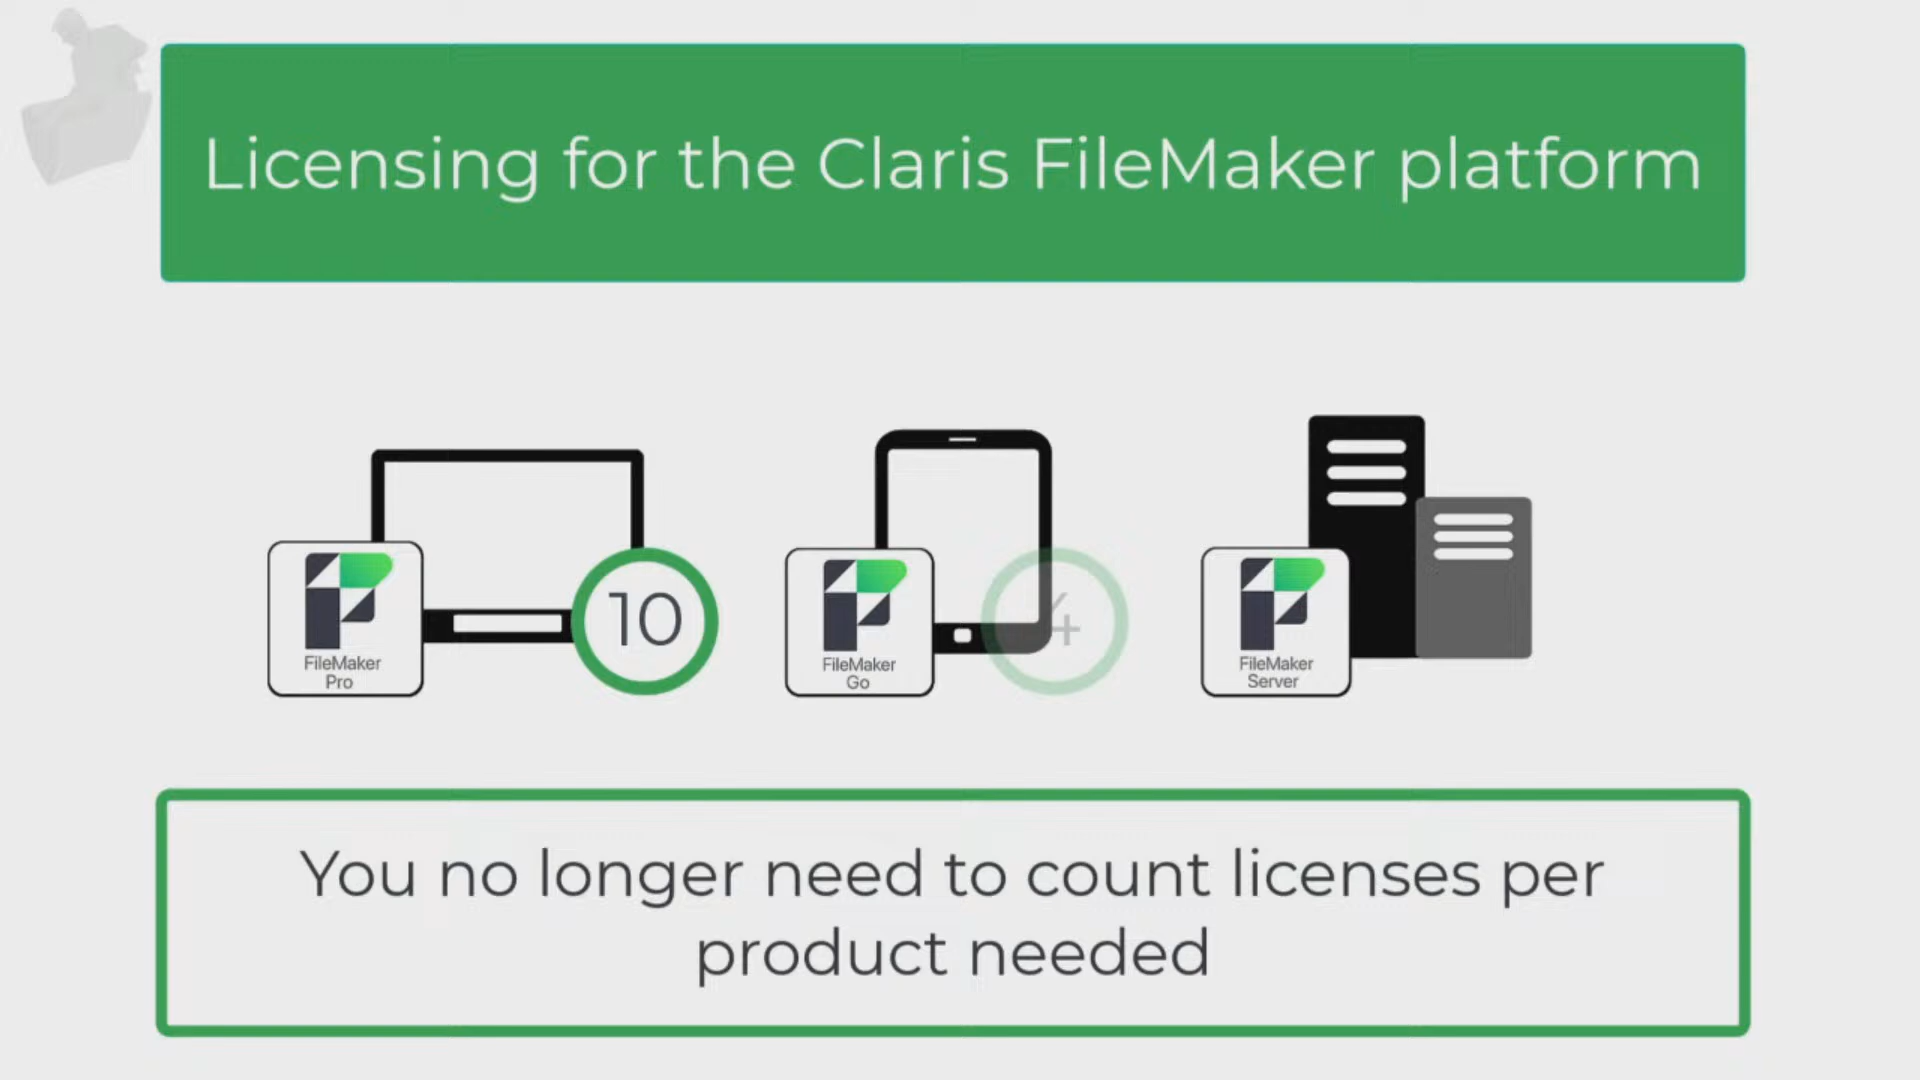 Licensing for the Claris FileMaker platform
10
4
FileMaker
Pro
FileMaker
Go
FileMaker
Server
You no longer need to count licenses per
product needed